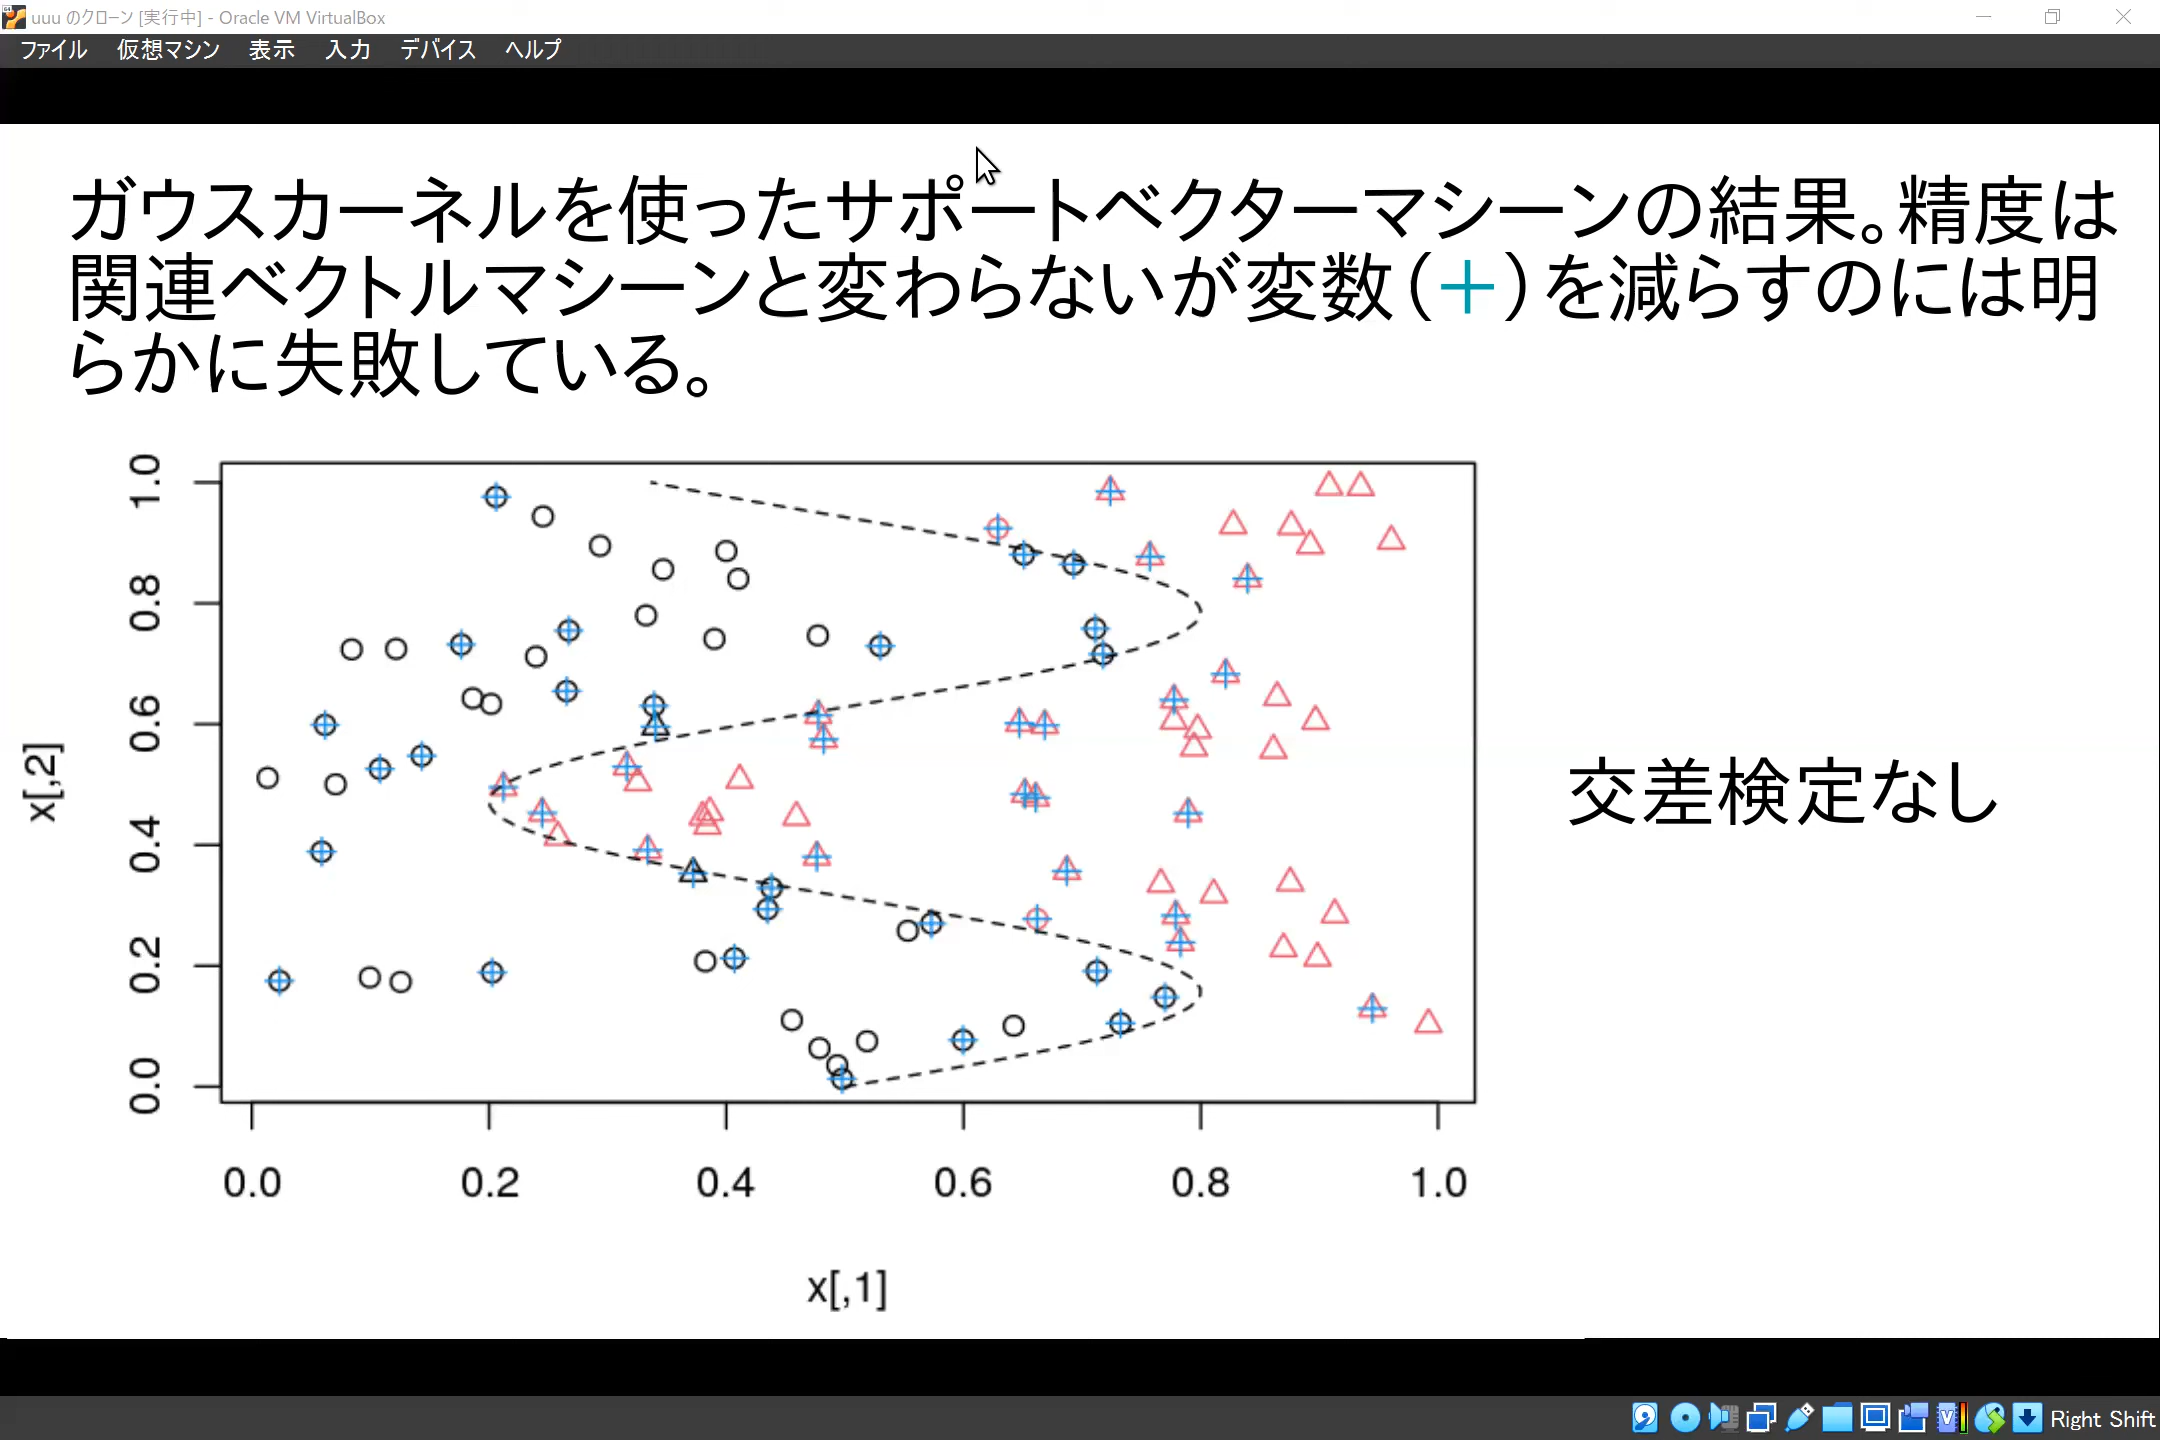 uuu のクローン [実行中] - Oracle VM VirtualBox
ファイル 仮想マシン 表示 入力 デバイス ヘルプ
ガウスカーネルを使ったサポートベクターマシーンの結果。精度は
関連ベクトルマシーンと変わらないが変数（＋）を減らすのには明
らかに失敗している。
1.0
0.8
0.6
0.4
0.2
0.0
x[,2]
交差検定なし
0.0 0.2 0.4 0.6 0.8 1.0
x[,1]
Right Shift